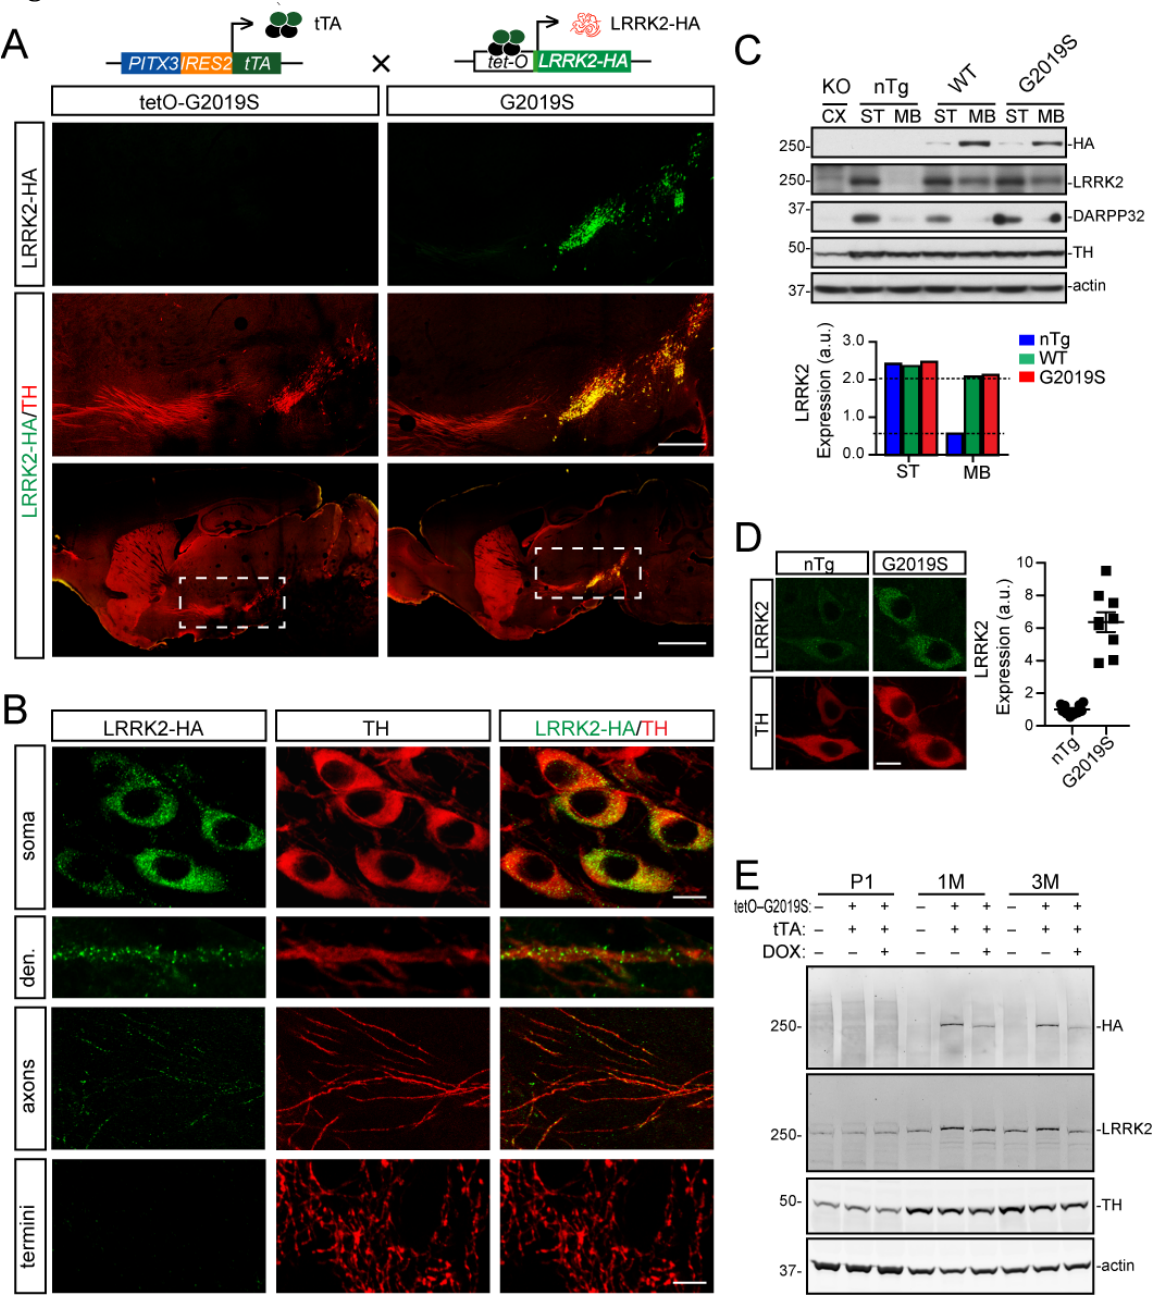 A
tTA
LRRK2-HA
PITX3 IRES2 tTA
×
tet-O LRRK2-HA
tetO-G2019S
G2019S
LRRK2-HA
LRRK2-HA/TH
B
LRRK2-HA
TH
LRRK2-HA/TH
soma
den.
axons
termini
C
KO nTg WT G2019S
CX ST MB ST MB ST MB
250- -HA
250- -LRRK2
37- -DARPP32
50- -TH
37- -actin
LRRK2
Expression (a.u.)
3.0
2.0
1.0
0.0
ST MB
nTg
WT
G2019S
D
nTg G2019S
LRRK2
TH
LRRK2
Expression (a.u.)
10
8
6
4
2
0
nTg
G2019S
E
P1 1M 3M
tetO-G2019S: – + + – + + – + +
tTA: – + + – + + – + +
DOX: – – + – – + – – +
250- -HA
250- -LRRK2
50- -TH
37- -actin